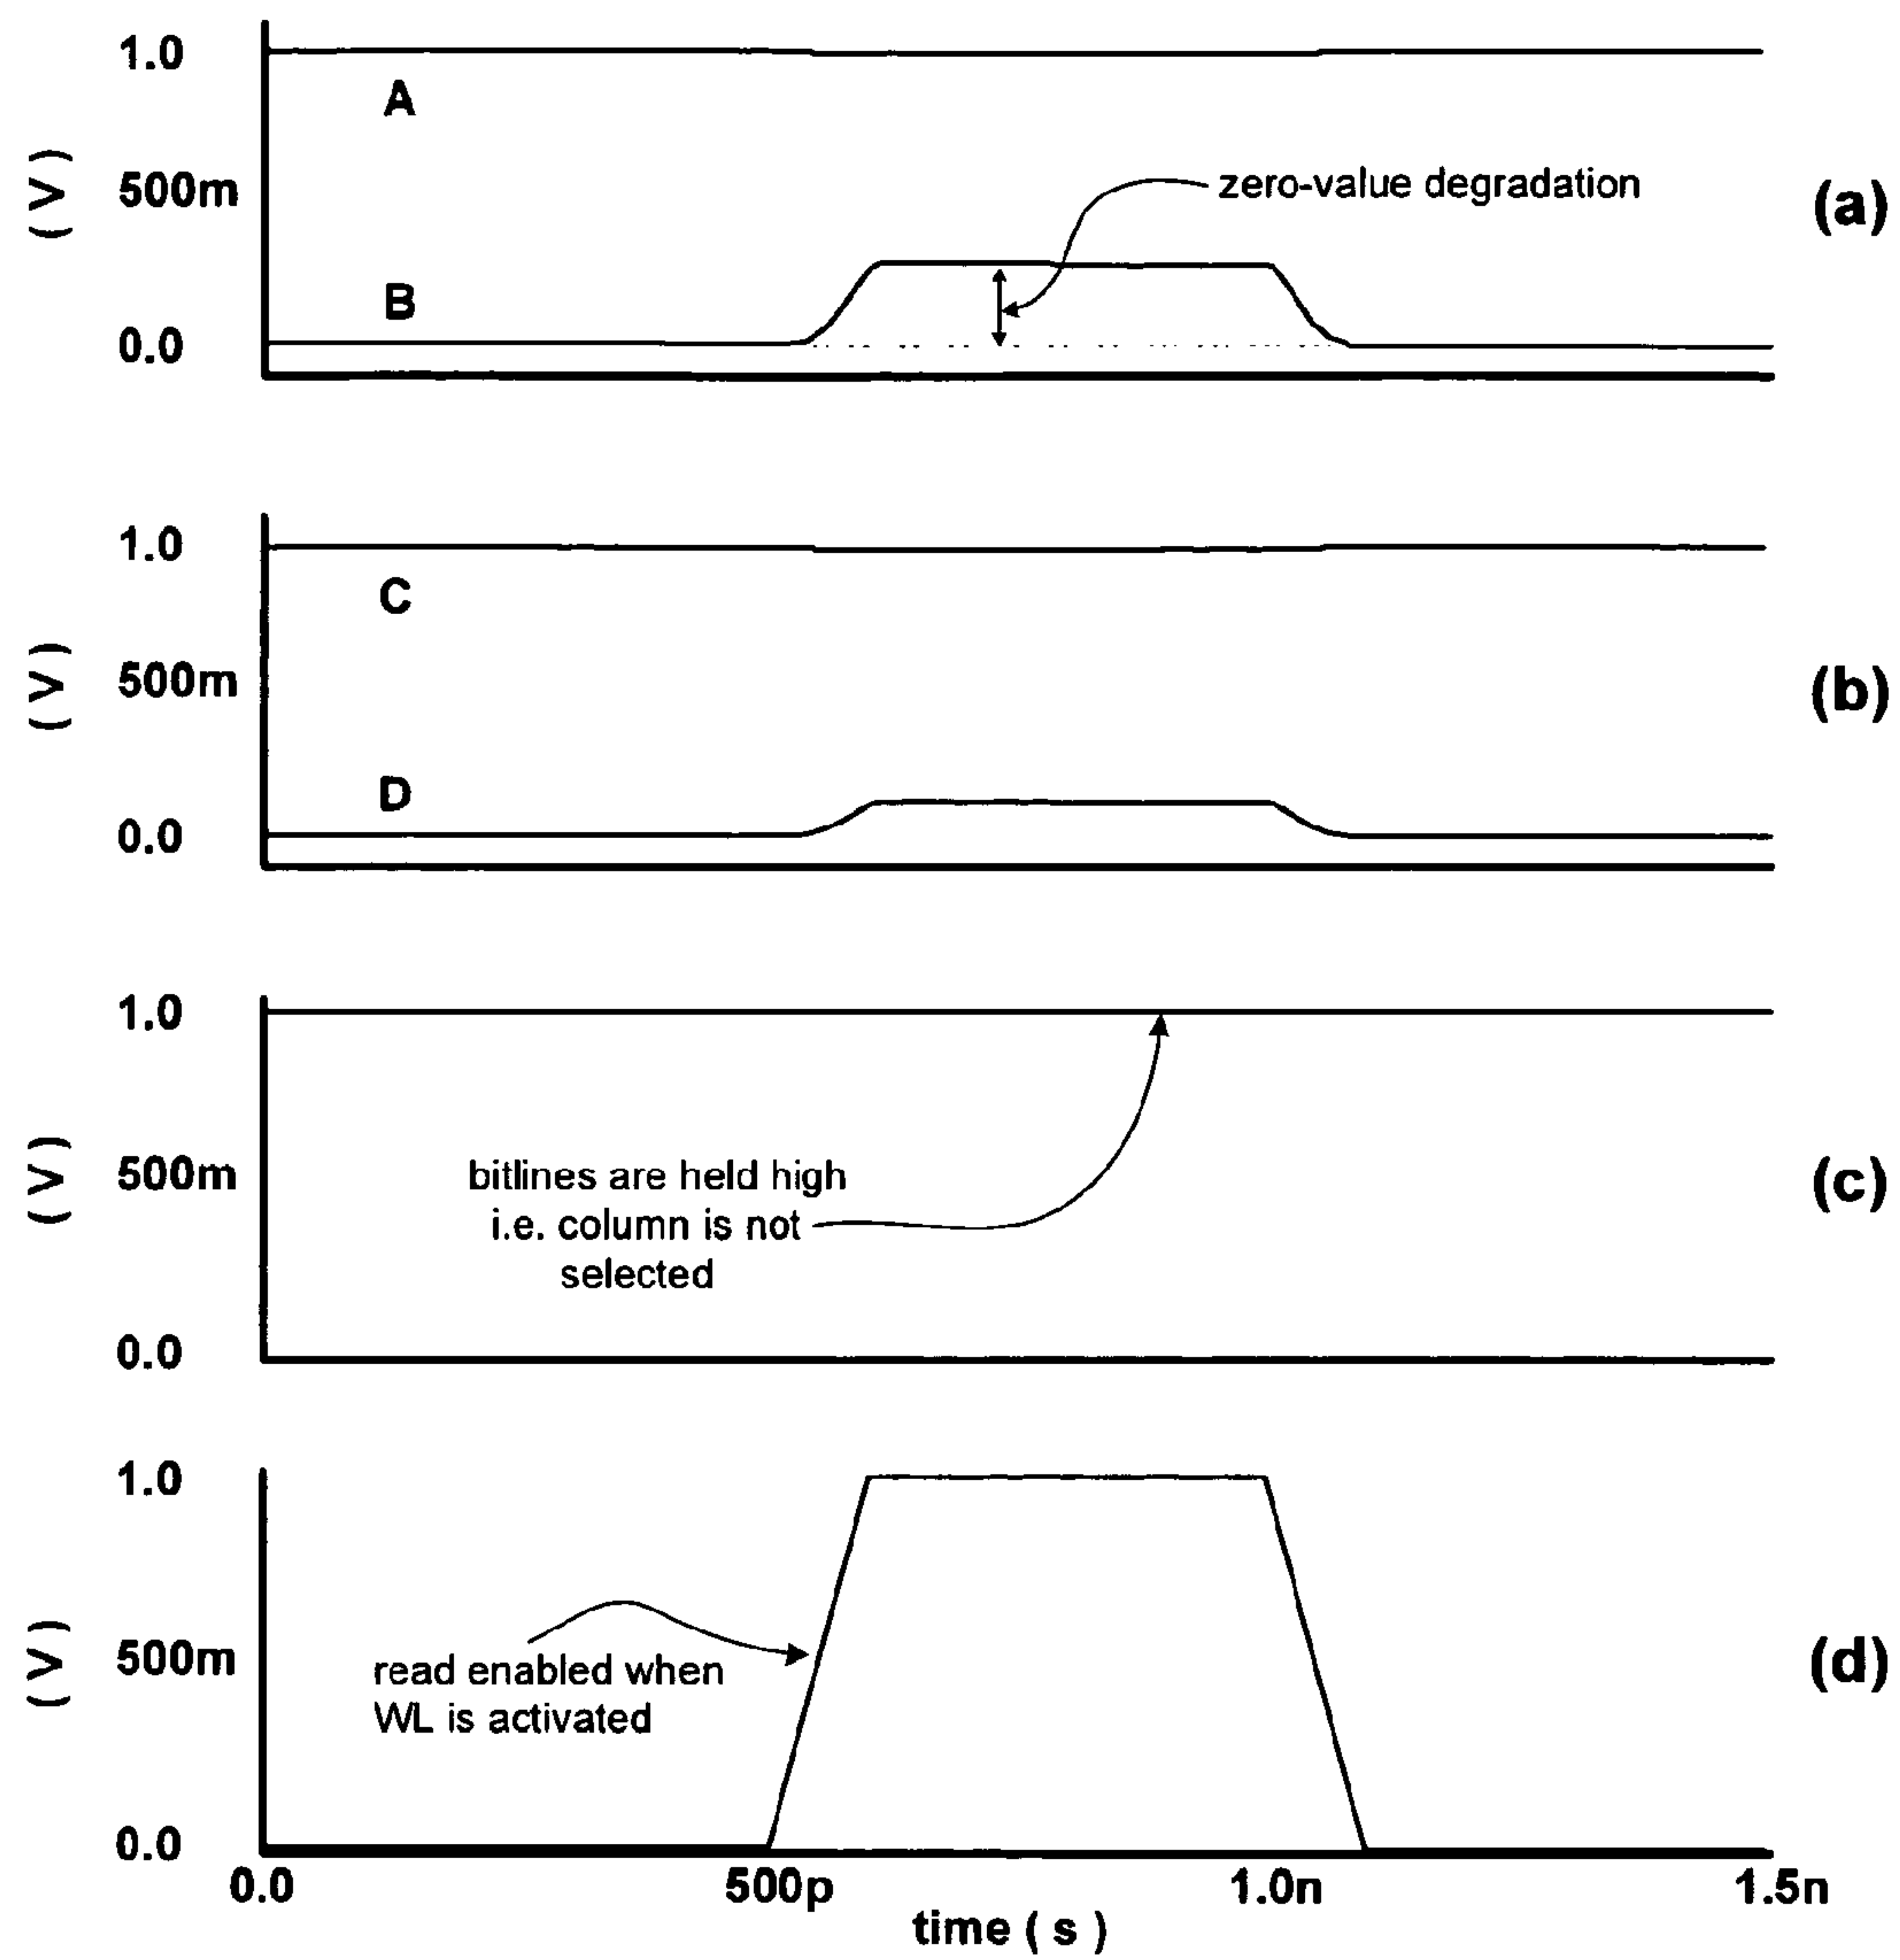 1.0
A
( V )
500m
zero-value degradation
(a)
B
0.0
1.0
C
( V )
500m
(b)
D
0.0
1.0
( V )
500m
bitlines are held high
i.e. column is not
selected
(c)
0.0
1.0
( V )
500m
read enabled when
WL is activated
(d)
0.0
0.0
500p
1.0n
1.5n
time ( s )